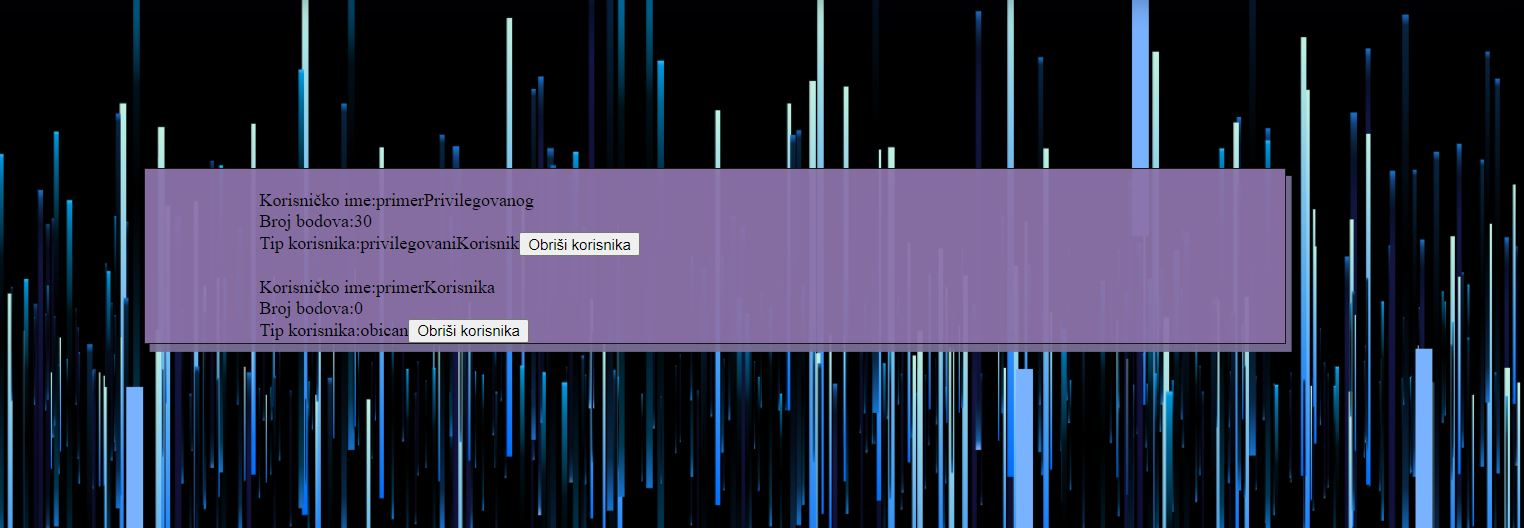 Korisničko ime:primerPrivilegovanog
Broj bodova:30
Tip korisnika:privilegovaniKorisnik Obriši korisnika
Korisničko ime:primerKorisnika
Broj bodova:0
Tip korisnika:obican Obriši korisnika